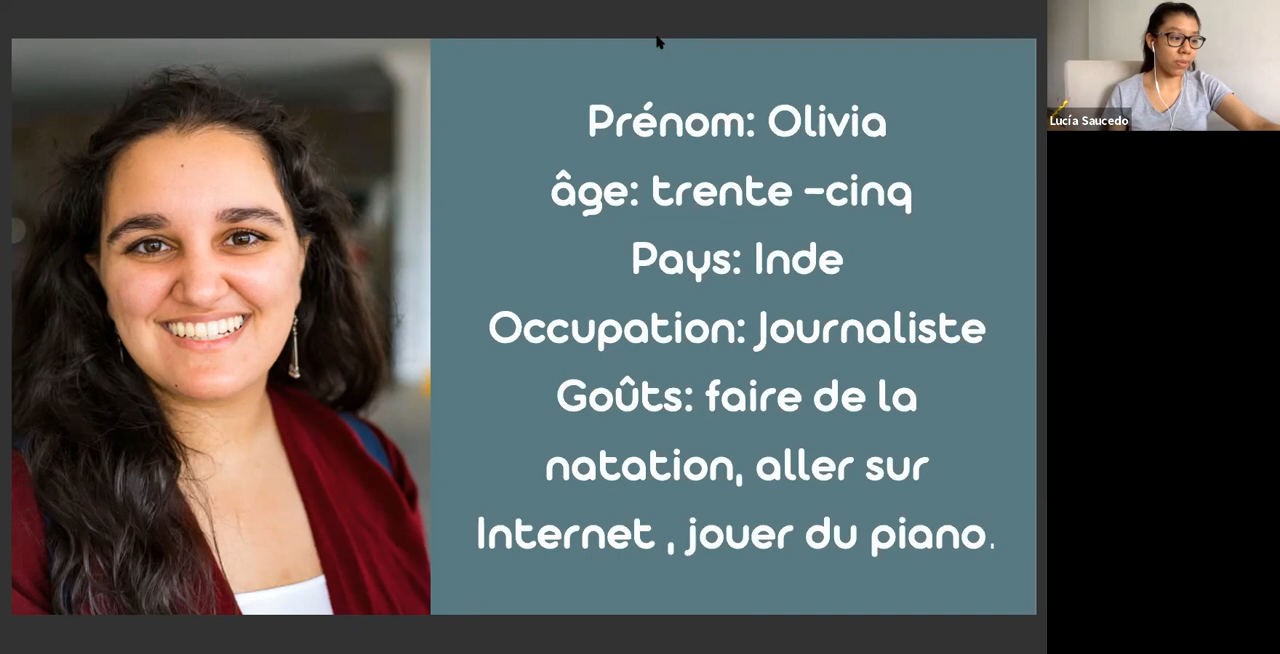 Prénom: Olivia
âge: trente -cinq
Pays: Inde
Occupation: Journaliste
Goûts: faire de la
natation, aller sur
Internet , jouer du piano.
Lucía Saucedo